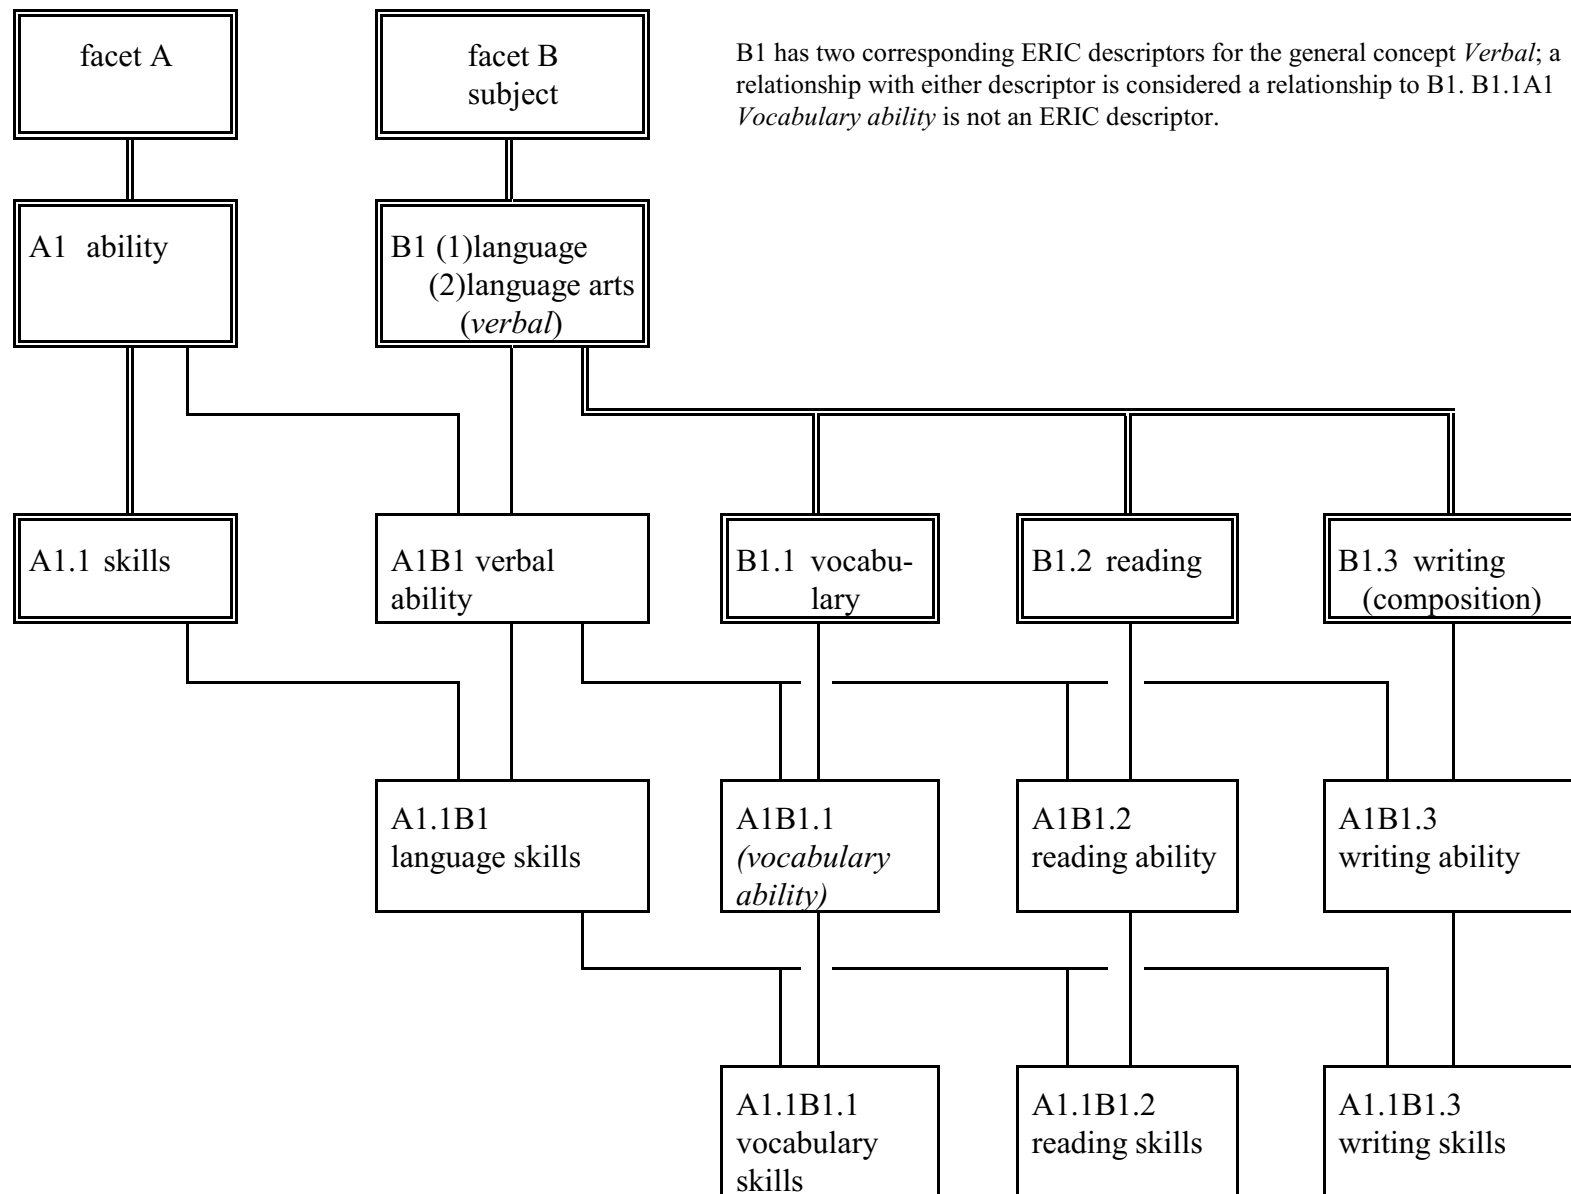 facet A
facet B
subject
B1 has two corresponding ERIC descriptors for the general concept Verbal; a
relationship with either descriptor is considered a relationship to B1. B1.1A1
Vocabulary ability is not an ERIC descriptor.
A1 ability
B1 (1)language
(2)language arts
(verbal)
A1.1 skills
A1B1 verbal
ability
B1.1 vocabu-
lary
B1.2 reading
B1.3 writing
(composition)
A1.1B1
language skills
A1B1.1
(vocabulary
ability)
A1B1.2
reading ability
A1B1.3
writing ability
A1.1B1.1
vocabulary
skills
A1.1B1.2
reading skills
A1.1B1.3
writing skills